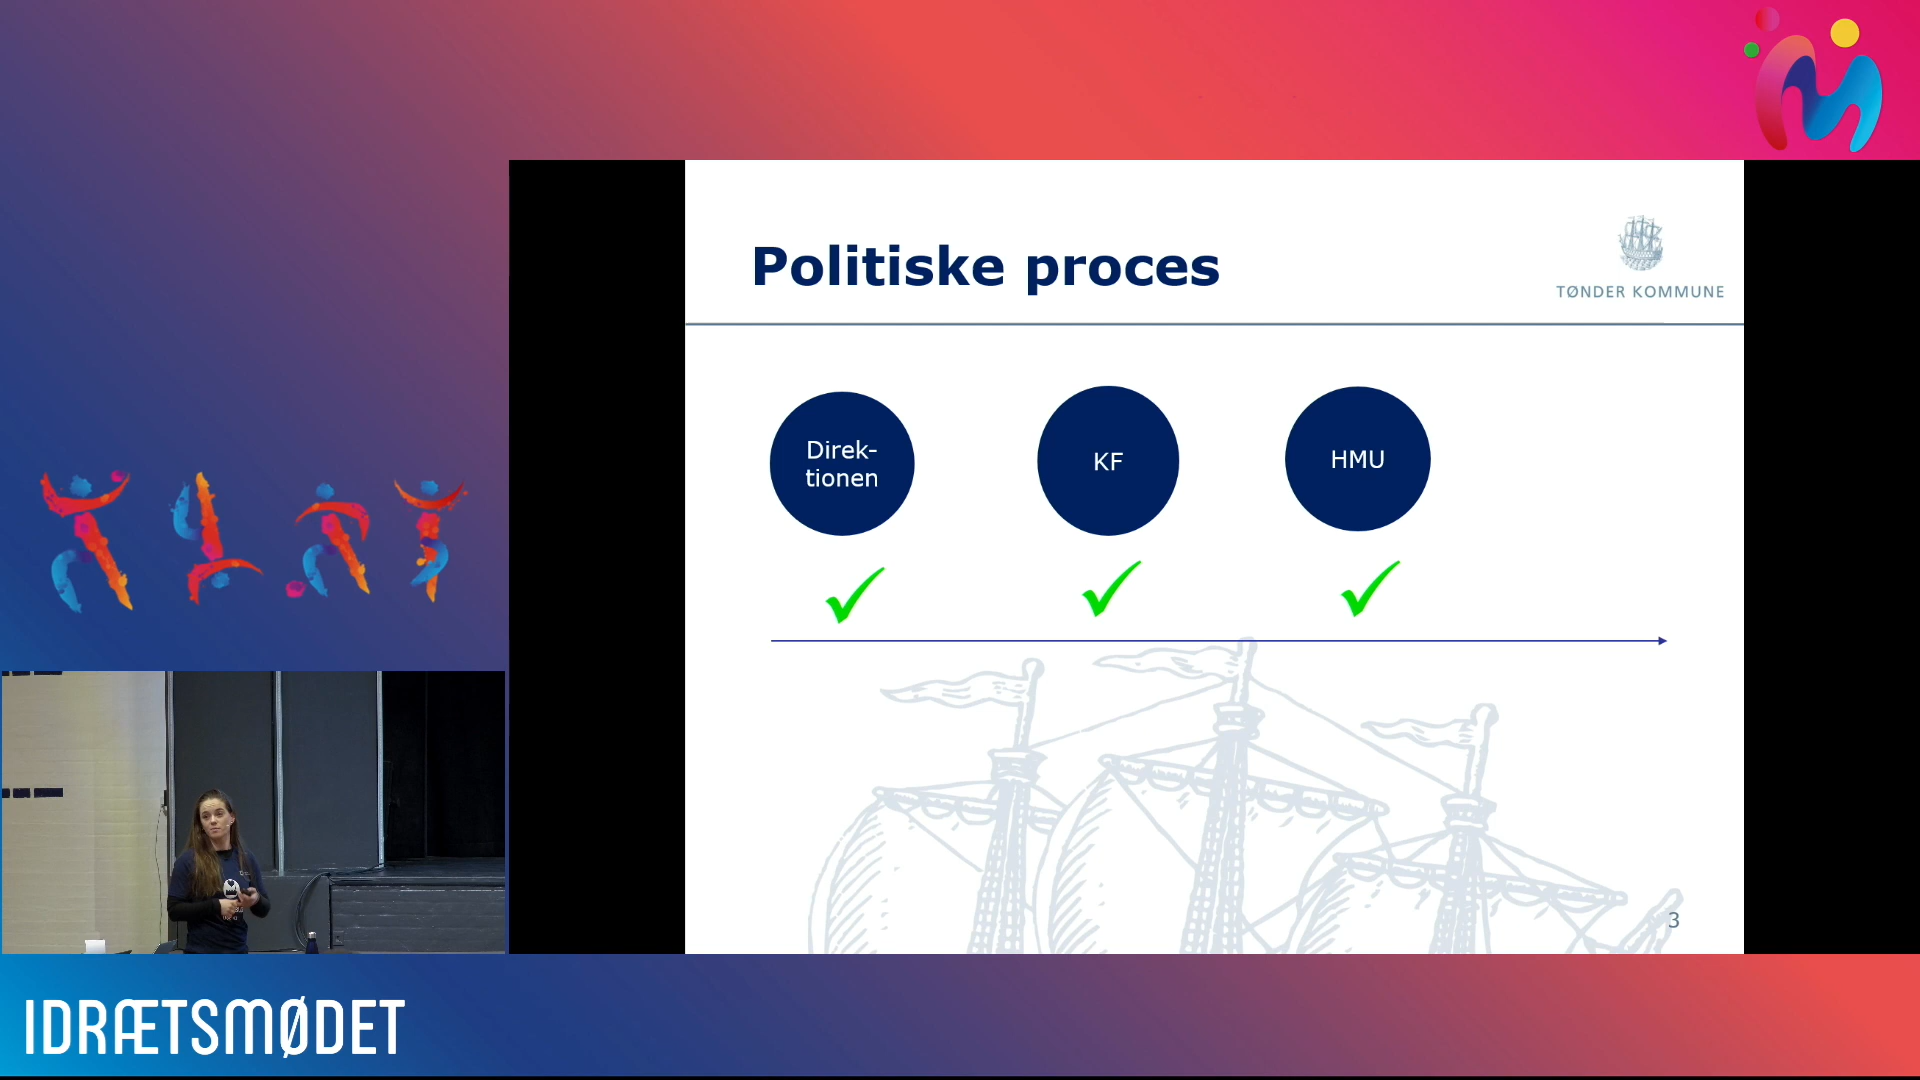 Politiske proces
TØNDER KOMMUNE
Direk-
tionen
KF
HMU
3
IDRÆTSMØDET